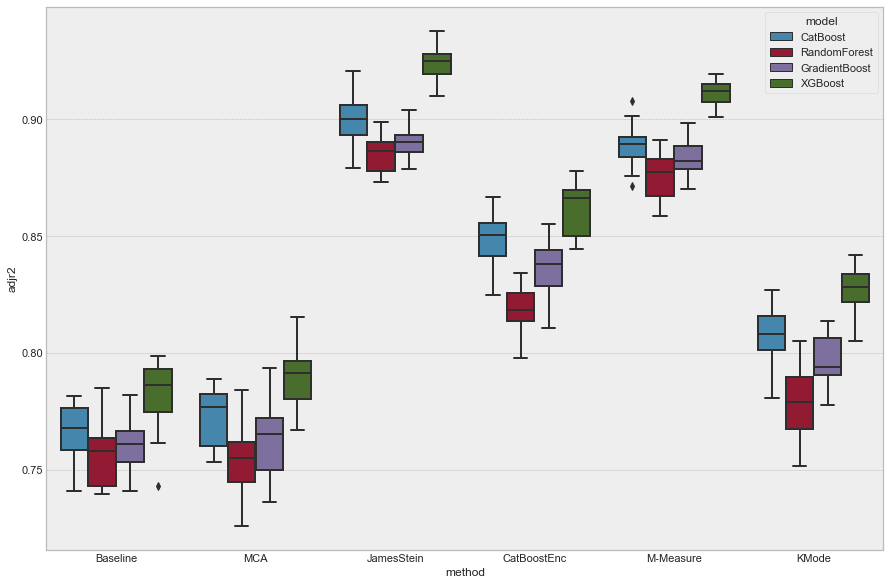 model
CatBoost
RandomForest
GradientBoost
XGBoost
adjr2
0.90
0.85
0.80
0.75
Baseline MCA JamesStein CatBoostEnc M-Measure KMode
method